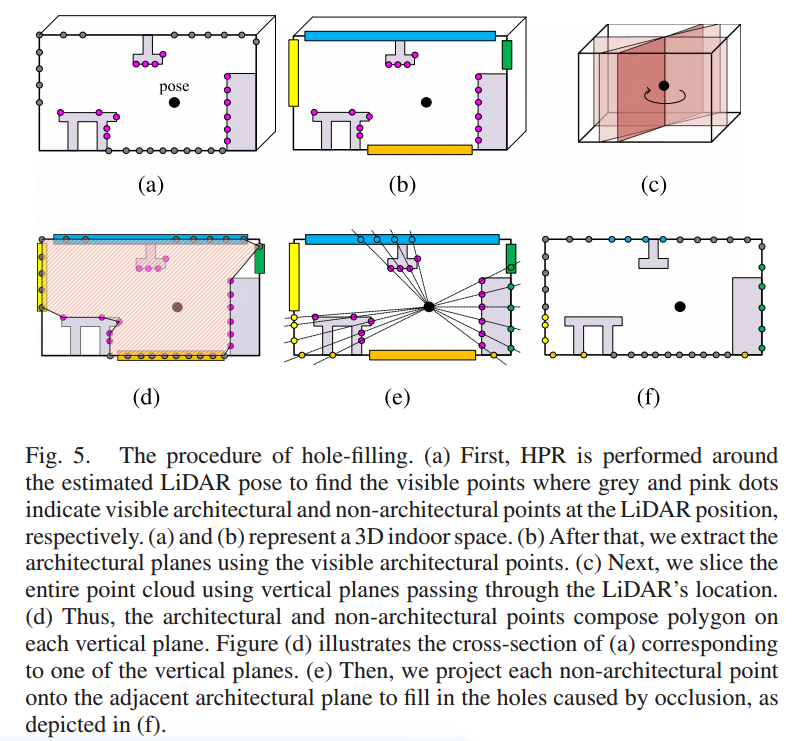 pose
(a)
(b)
(c)
(d)
(e)
(f)
Fig. 5. The procedure of hole-filling. (a) First, HPR is performed around
the estimated LiDAR pose to find the visible points where grey and pink dots
indicate visible architectural and non-architectural points at the LiDAR position,
respectively. (a) and (b) represent a 3D indoor space. (b) After that, we extract the
architectural planes using the visible architectural points. (c) Next, we slice the
entire point cloud using vertical planes passing through the LiDAR's location.
(d) Thus, the architectural and non-architectural points compose polygon on
each vertical plane. Figure (d) illustrates the cross-section of (a) corresponding
to one of the vertical planes. (e) Then, we project each non-architectural point
onto the adjacent architectural plane to fill in the holes caused by occlusion, as
depicted in (f).